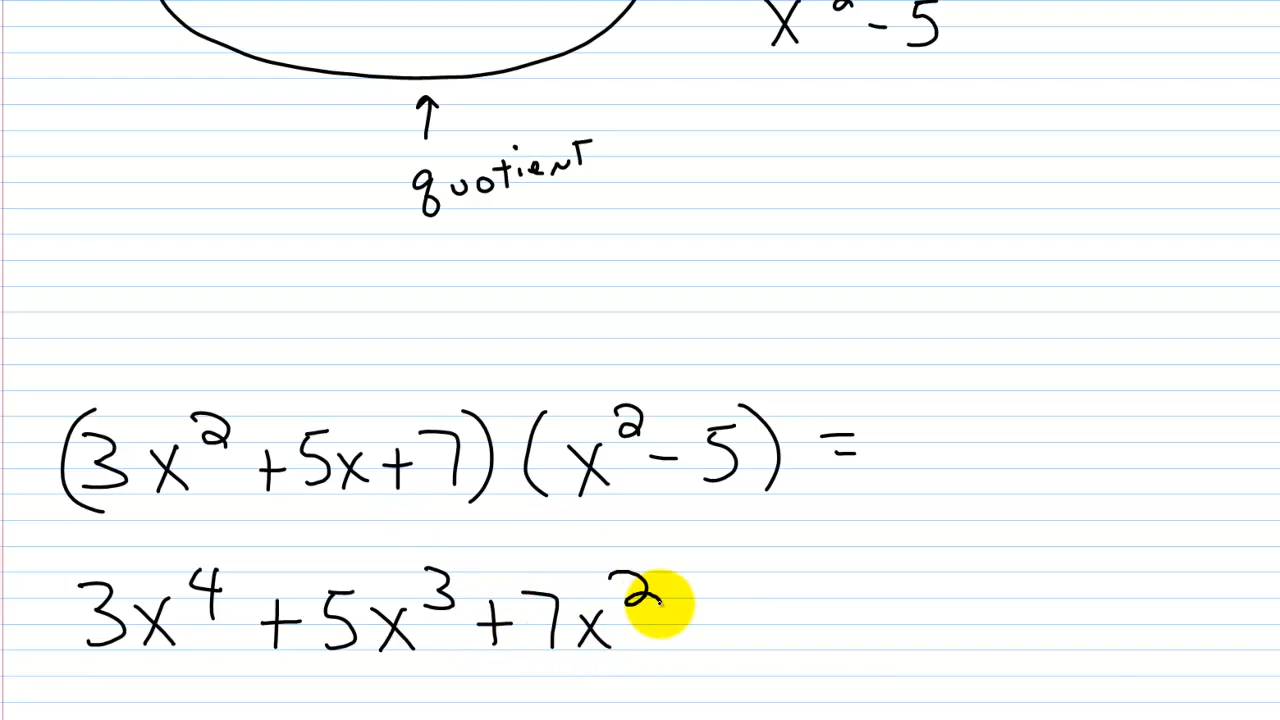 x² - 5
quotient
(3x² + 5x + 7)(x² - 5) =
3x⁴ + 5x³ + 7x²